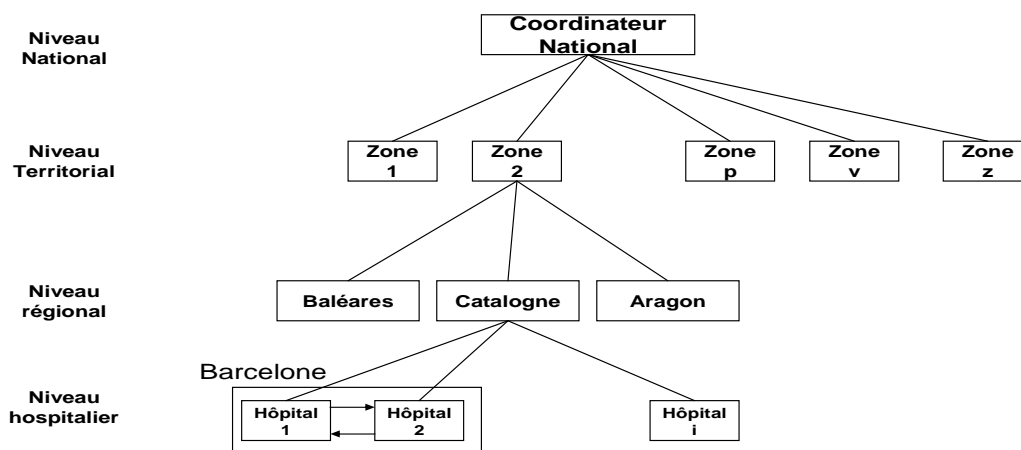 Niveau
National
Coordinateur
National
Niveau
Territorial
Zone
1
Zone
2
Zone
p
Zone
v
Zone
z
Niveau
régional
Baléares
Catalogne
Aragon
Niveau
hospitalier
Barcelone
Hôpital
1
Hôpital
2
Hôpital
i